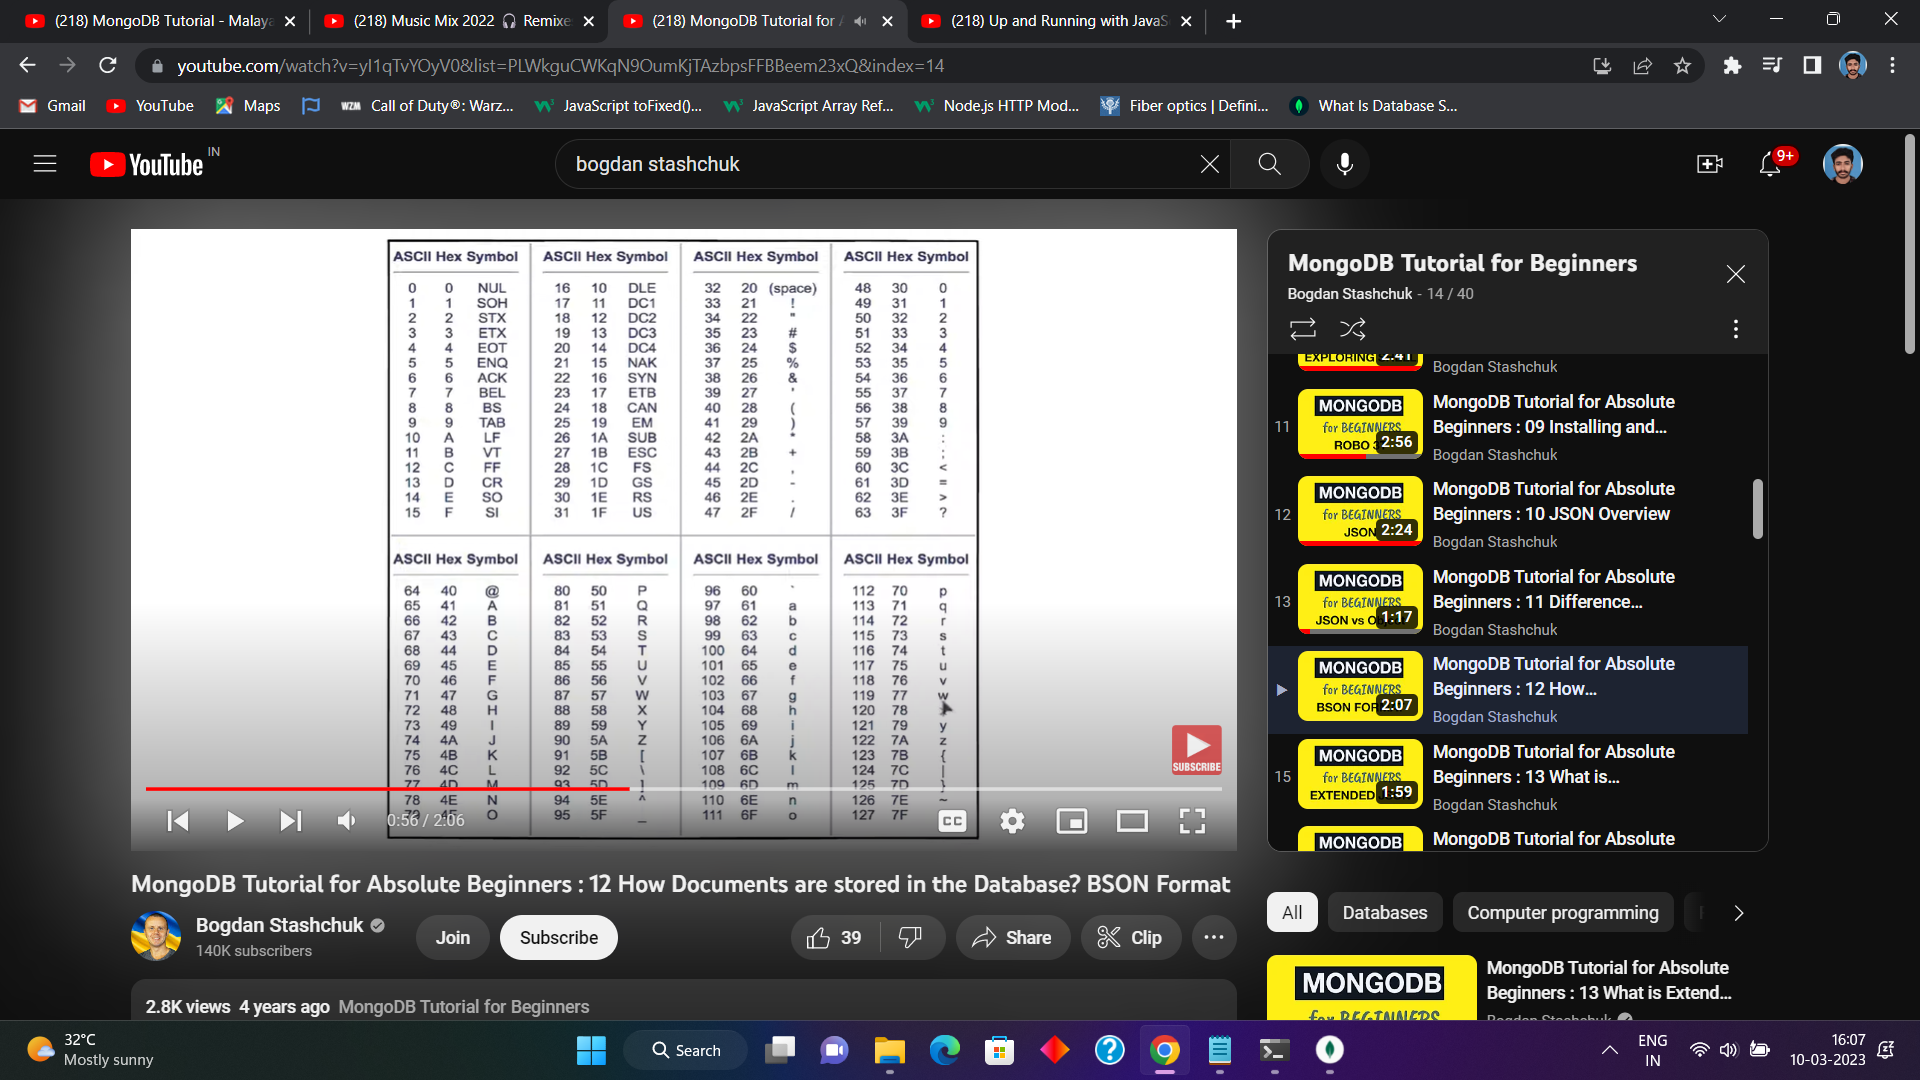 (218) MongoDB Tutorial - Malaya
(218) Music Mix 2022 🎧 Remixe
(218) MongoDB Tutorial for A
(218) Up and Running with JavaS
youtube.com/watch?v=yI1qTvYOyV0&list=PLWkguCWKqN9OumKjTAzbpsFFBBeem23xQ&index=14
Gmail
YouTube
Maps
WZM Call of Duty®: Warz...
JavaScript toFixed()...
JavaScript Array Ref...
Node.js HTTP Mod...
Fiber optics | Defini...
What Is Database S...
YouTube IN
bogdan stashchuk
9+
ASCII Hex Symbol ASCII Hex Symbol ASCII Hex Symbol ASCII Hex Symbol
0 0 NUL 16 10 DLE 32 20 (space) 48 30 0
1 1 SOH 17 11 DC1 33 21 ! 49 31 1
2 2 STX 18 12 DC2 34 22 " 50 32 2
3 3 ETX 19 13 DC3 35 23 # 51 33 3
4 4 EOT 20 14 DC4 36 24 $ 52 34 4
5 5 ENQ 21 15 NAK 37 25 % 53 35 5
6 6 ACK 22 16 SYN 38 26 & 54 36 6
7 7 BEL 23 17 ETB 39 27 ' 55 37 7
8 8 BS 24 18 CAN 40 28 ( 56 38 8
9 9 TAB 25 19 EM 41 29 ) 57 39 9
10 A LF 26 1A SUB 42 2A * 58 3A :
11 B VT 27 1B ESC 43 2B + 59 3B ;
12 C FF 28 1C FS 44 2C , 60 3C <
13 D CR 29 1D GS 45 2D - 61 3D =
14 E SO 30 1E RS 46 2E . 62 3E >
15 F SI 31 1F US 47 2F / 63 3F ?
ASCII Hex Symbol ASCII Hex Symbol ASCII Hex Symbol ASCII Hex Symbol
64 40 @ 80 50 P 96 60 ` 112 70 p
65 41 A 81 51 Q 97 61 a 113 71 q
66 42 B 82 52 R 98 62 b 114 72 r
67 43 C 83 53 S 99 63 c 115 73 s
68 44 D 84 54 T 100 64 d 116 74 t
69 45 E 85 55 U 101 65 e 117 75 u
70 46 F 86 56 V 102 66 f 118 76 v
71 47 G 87 57 W 103 67 g 119 77 w
72 48 H 88 58 X 104 68 h 120 78
73 49 I 89 59 Y 105 69 i 121 79 y
74 4A J 90 5A Z 106 6A j 122 7A z
75 4B K 91 5B [ 107 6B k 123 7B {
76 4C L 92 5C \ 108 6C l 124 7C |
77 4D M 93 5D ] 109 6D m 125 7D }
78 4E N 94 5E ^ 110 6E n 126 7E ~
4F O 95 5F _ 111 6F o 127 7F
SUBSCRIBE
0:56 / 2:06
CC
MongoDB Tutorial for Absolute Beginners : 12 How Documents are stored in the Database? BSON Format
Bogdan Stashchuk
140K subscribers
Join
Subscribe
39
Share
Clip
2.8K views 4 years ago MongoDB Tutorial for Beginners
MongoDB Tutorial for Beginners
Bogdan Stashchuk - 14 / 40
EXPLORING 2:41
Bogdan Stashchuk
11
MONGODB
for BEGINNERS
ROBO 3 2:56
MongoDB Tutorial for Absolute
Beginners : 09 Installing and...
Bogdan Stashchuk
12
MONGODB
for BEGINNERS
JSON 2:24
MongoDB Tutorial for Absolute
Beginners : 10 JSON Overview
Bogdan Stashchuk
13
MONGODB
for BEGINNERS
JSON vs O 1:17
MongoDB Tutorial for Absolute
Beginners : 11 Difference...
Bogdan Stashchuk
MONGODB
for BEGINNERS
BSON FOR 2:07
MongoDB Tutorial for Absolute
Beginners : 12 How...
Bogdan Stashchuk
15
MONGODB
for BEGINNERS
EXTENDED 1:59
MongoDB Tutorial for Absolute
Beginners : 13 What is...
Bogdan Stashchuk
MONGODB
MongoDB Tutorial for Absolute
All
Databases
Computer programming
MONGODB
for BEGINNERS
MongoDB Tutorial for Absolute
Beginners : 13 What is Extend...
Bogdan Stashchuk
32°C
Mostly sunny
Search
ENG
IN
16:07
10-03-2023